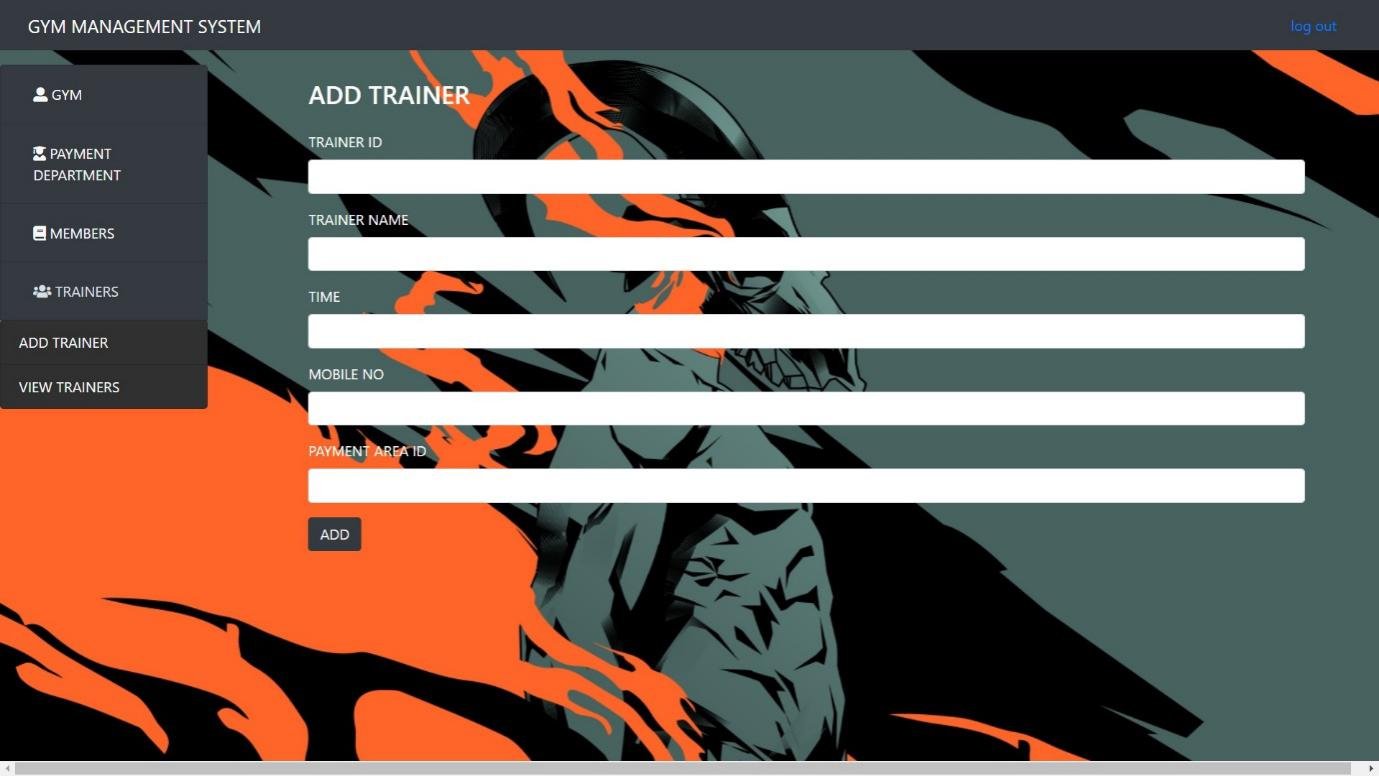 GYM MANAGEMENT SYSTEM
log out
GYM
PAYMENT
DEPARTMENT
MEMBERS
TRAINERS
ADD TRAINER
VIEW TRAINERS
ADD TRAINER
TRAINER ID
TRAINER NAME
TIME
MOBILE NO
PAYMENT AREA ID
ADD